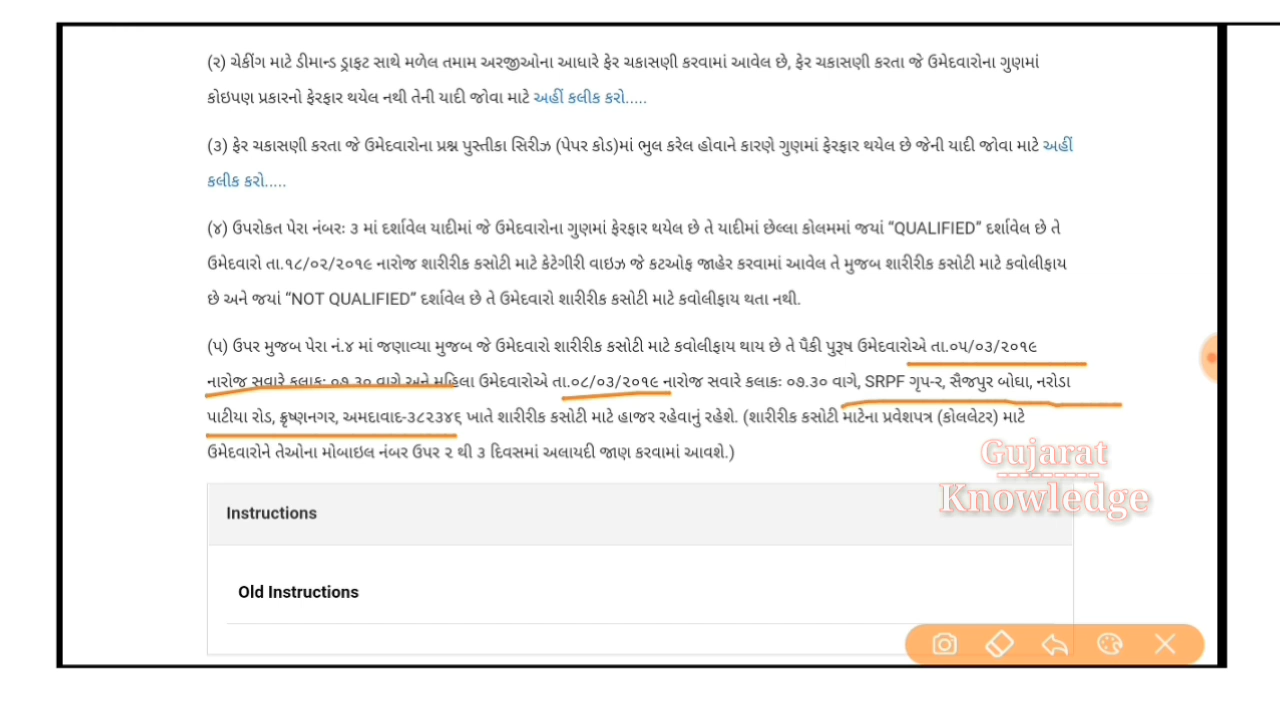 (૨) ચેકીંગ માટે ડીમાન્ડ ડ્રાફટ સાથે મળેલ તમામ અરજીઓના આધારે ફેર ચકાસણી કરવામાં આવેલ છે, ફેર ચકાસણી કરતા જે ઉમેદવારોના ગુણમાં
કોઇપણ પ્રકારનો ફેરફાર થયેલ નથી તેની યાદી જોવા માટે અહીં કલીક કરો.....
(૩) ફેર ચકાસણી કરતા જે ઉમેદવારોના પ્રશ્ન પુસ્તીકા સિરીઝ (પેપર કોડ)માં ભુલ કરેલ હોવાને કારણે ગુણમાં ફેરફાર થયેલ છે જેની યાદી જોવા માટે અહીં
કલીક કરો.....
(૪) ઉપરોકત પેરા નંબરઃ ૩ માં દર્શાવેલ યાદીમાં જે ઉમેદવારોના ગુણમાં ફેરફાર થયેલ છે તે યાદીમાં છેલ્લા કોલમમાં જયાં “QUALIFIED” દર્શાવેલ છે તે
ઉમેદવારો તા.૧૮/૦૨/૨૦૧૯ નારોજ શારીરીક કસોટી માટે કેટેગીરી વાઇઝ જે કટઓફ જાહેર કરવામાં આવેલ તે મુજબ શારીરીક કસોટી માટે કવોલીફાય
છે અને જયાં “NOT QUALIFIED” દર્શાવેલ છે તે ઉમેદવારો શારીરીક કસોટી માટે કવોલીફાય થતા નથી.
(૫) ઉપર મુજબ પેરા નં.૪ માં જણાવ્યા મુજબ જે ઉમેદવારો શારીરીક કસોટી માટે કવોલીફાય થાય છે તે પૈકી પુરૂષ ઉમેદવારોએ તા.૦૫/૦૩/૨૦૧૯
નારોજ સવારે કલાકઃ ૦૭.૩૦ વાગે અને મહિલા ઉમેદવારોએ તા.૦૮/૦૩/૨૦૧૯ નારોજ સવારે કલાકઃ ૦૭.૩૦ વાગે, SRPF ગૃપ-૨, સૈજપુર બોઘા, નરોડા
પાટીયા રોડ, ક્રૃષ્ણનગર, અમદાવાદ-૩૮૨૩૪૬ ખાતે શારીરીક કસોટી માટે હાજર રહેવાનું રહેશે. (શારીરીક કસોટી માટેના પ્રવેશપત્ર (કોલલેટર) માટે
ઉમેદવારોને તેઓના મોબાઇલ નંબર ઉપર ૨ થી ૩ દિવસમાં અલાયદી જાણ કરવામાં આવશે.)
Gujarat
Knowledge
Instructions
Old Instructions